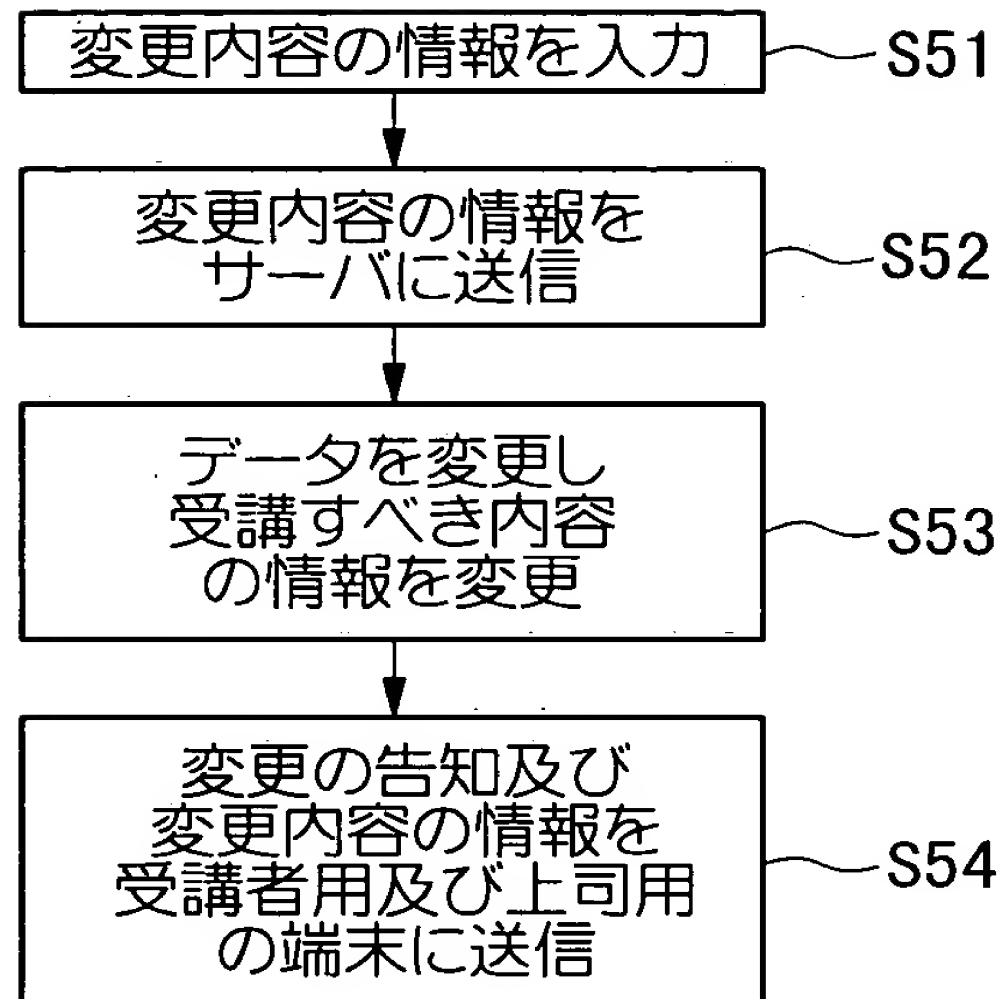 変更内容の情報を入力
S51
変更内容の情報を
サーバに送信
S52
データを変更し
受講すべき内容
の情報を変更
S53
変更の告知及び
変更内容の情報を
受講者用及び上司用
の端末に送信
S54